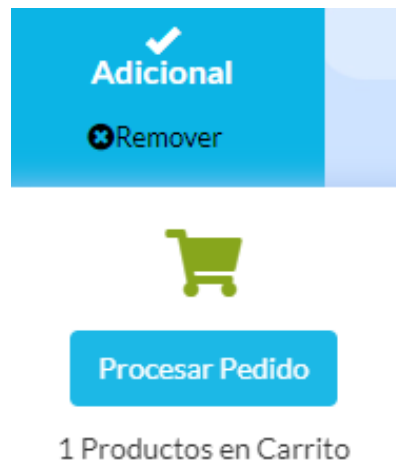 Adicional
Remover
Procesar Pedido
1 Productos en Carrito